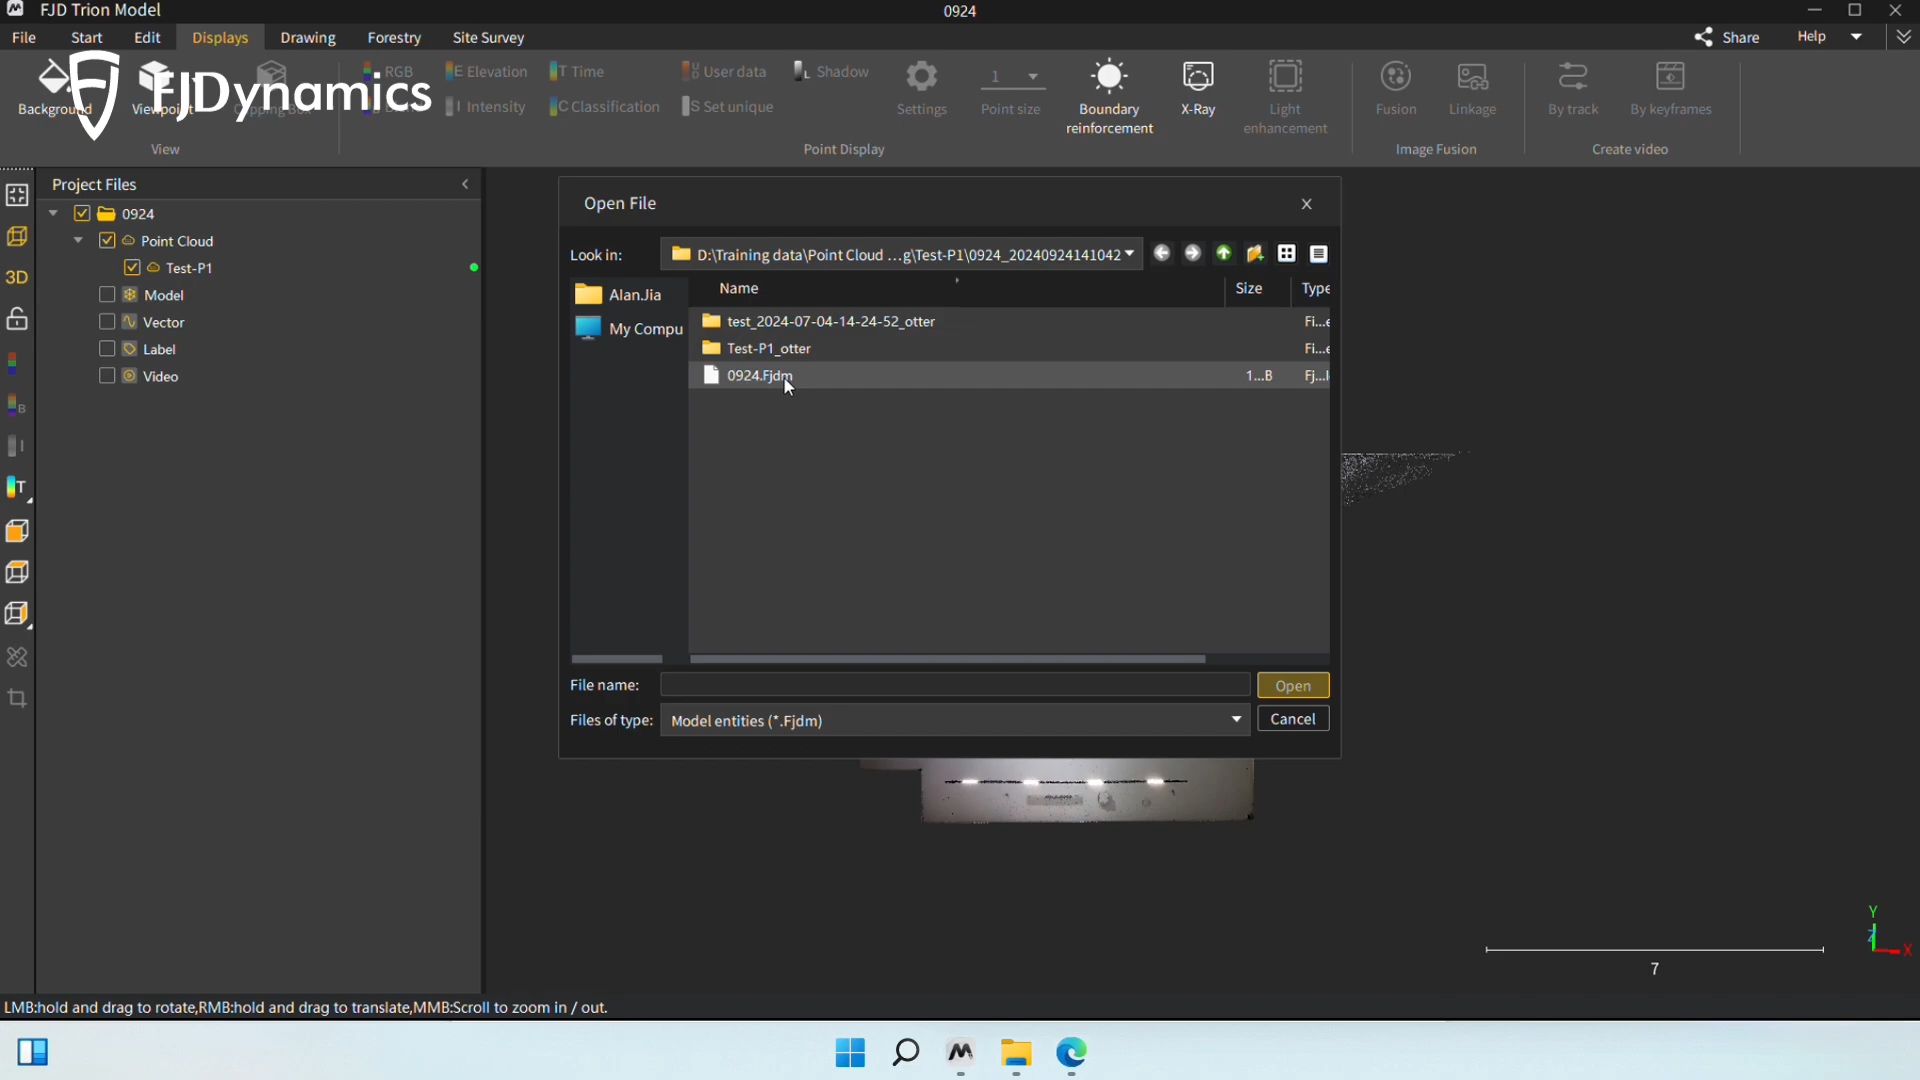 FJD Trion Model
0924
File Start Edit Displays Drawing Forestry Site Survey
Share Help
FJDynamics
Background Viewpoint
View
RGB Elevation Time User data Shadow
Intensity Classification Set unique
Settings
1
Point size
Boundary
reinforcement
X-Ray
Light
enhancement
Point Display
Fusion Linkage
Image Fusion
By track By keyframes
Create video
Project Files
0924
Point Cloud
Test-P1
Model
Vector
Label
Video
3D
B
I
T
Open File
X
Look in: D:\Training data\Point Cloud ...g\Test-P1\0924_20240924141042
Alan.Jia
My Compu
Name Size Type
test_2024-07-04-14-24-52_otter Fi...e
Test-P1_otter Fi...e
0924.Fjdm 1...B Fj...l
File name: Open
Files of type: Model entities (*.Fjdm) Cancel
Y
Z
X
7
LMB:hold and drag to rotate,RMB:hold and drag to translate,MMB:Scroll to zoom in / out.